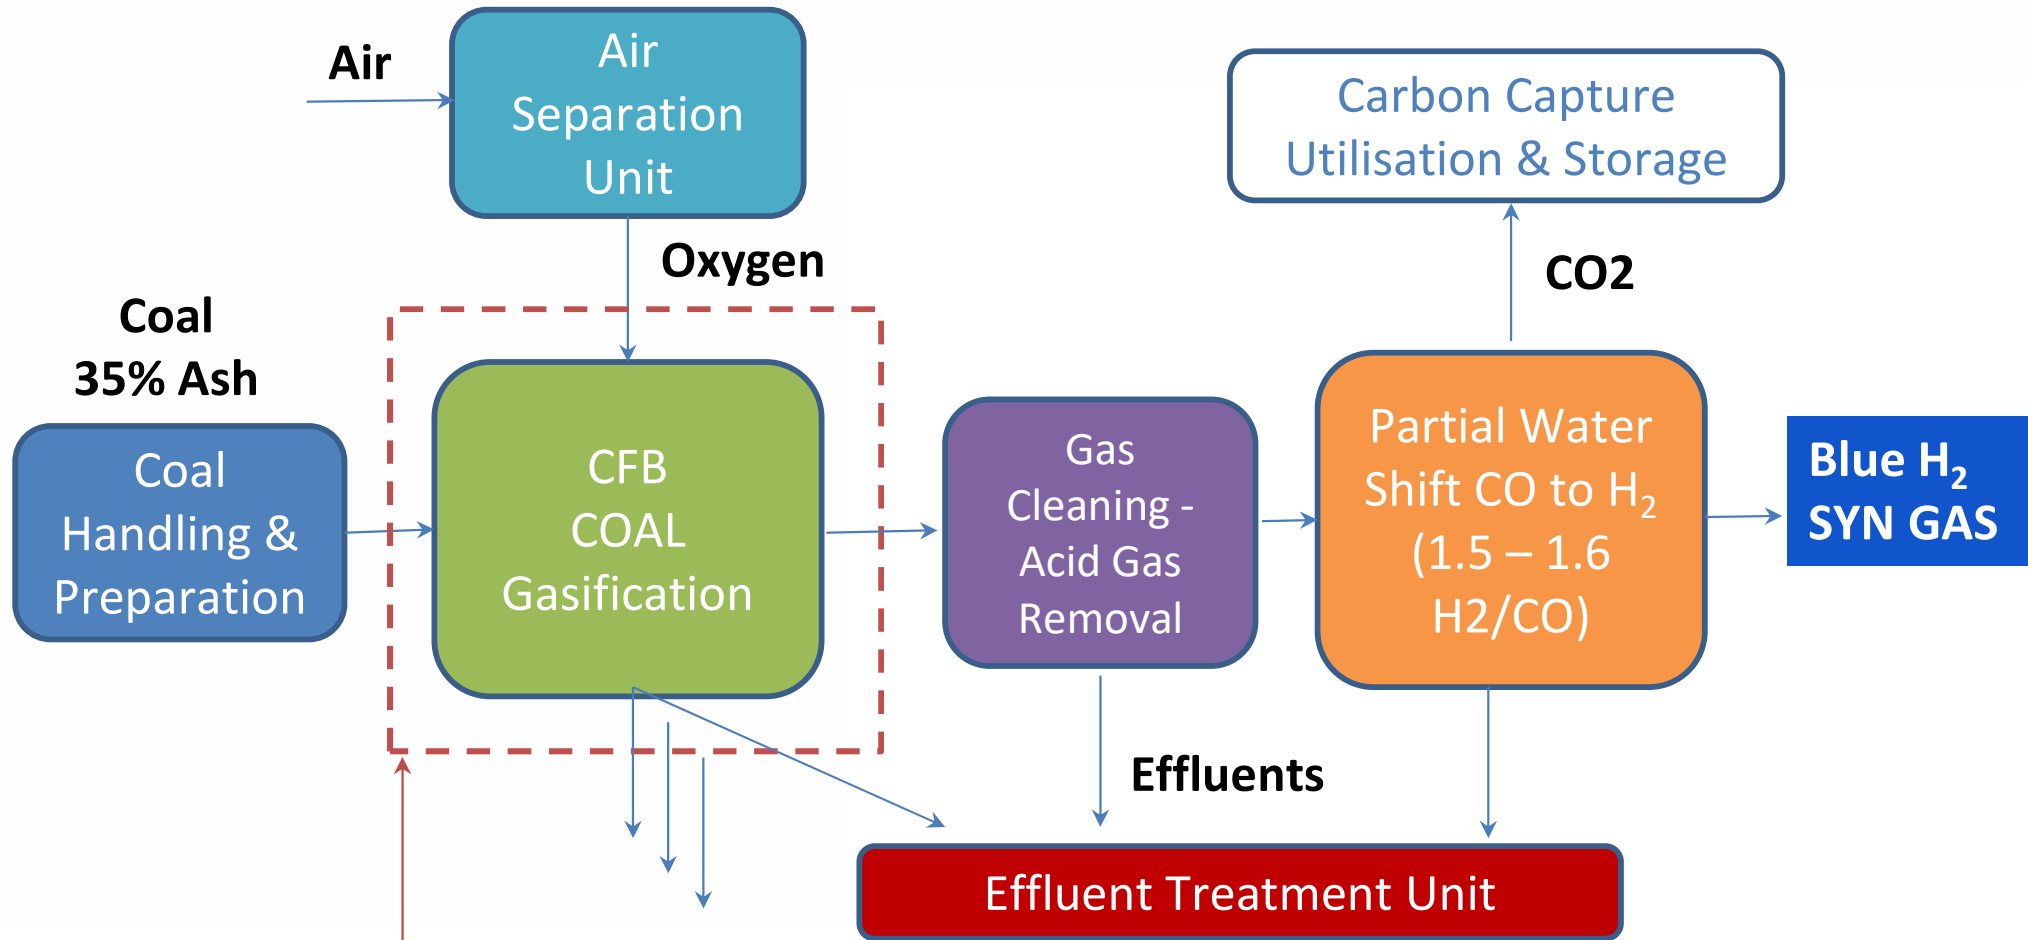 Air
Air
Separation
Unit
Carbon Capture
Utilisation & Storage
Oxygen
CO2
Coal
35% Ash
Coal
Handling &
Preparation
CFB
COAL
Gasification
Gas
Cleaning -
Acid Gas
Removal
Partial Water
Shift CO to H₂
(1.5 – 1.6
H2/CO)
Blue H₂
SYN GAS
Effluents
Effluent Treatment Unit